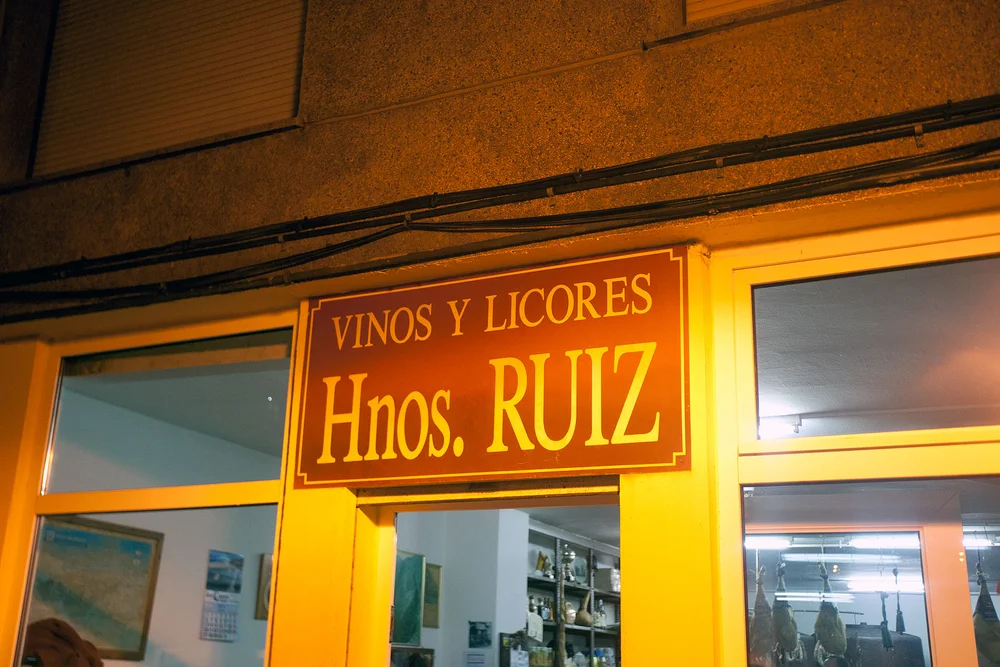 VINOS Y LICORES
Hnos. RUIZ